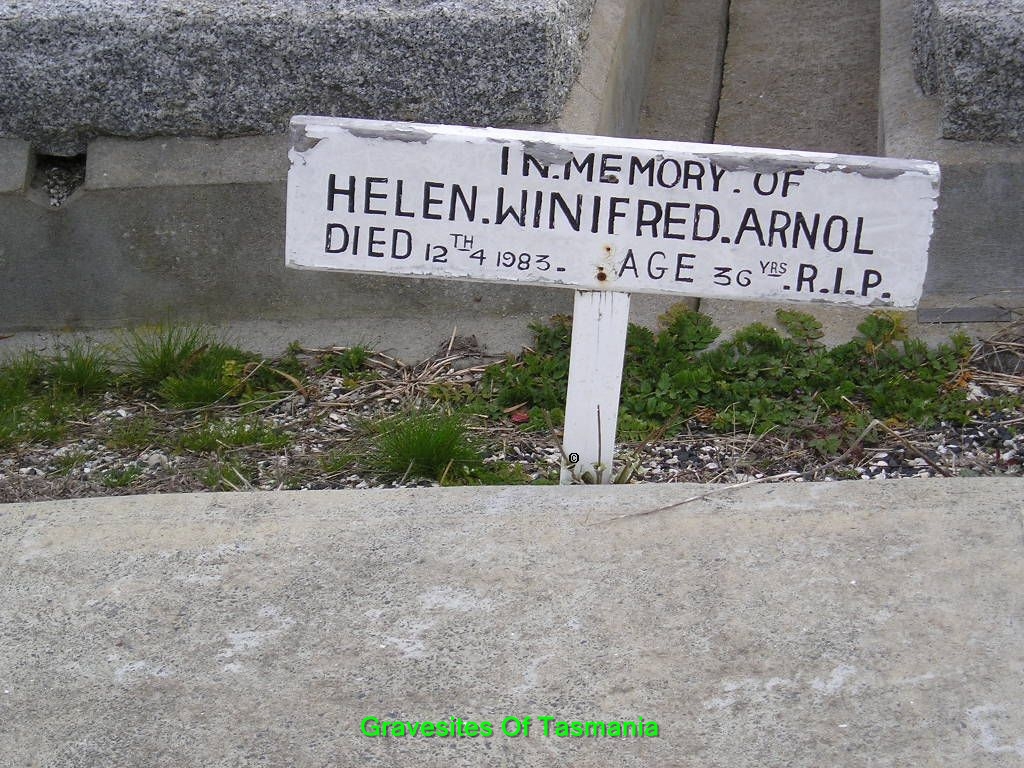 IN.MEMORY.OF
HELEN.WINIFRED.ARNOL
DIED 12TH 4 1983. AGE 36 YRS.R.I.P.
Gravesites Of Tasmania